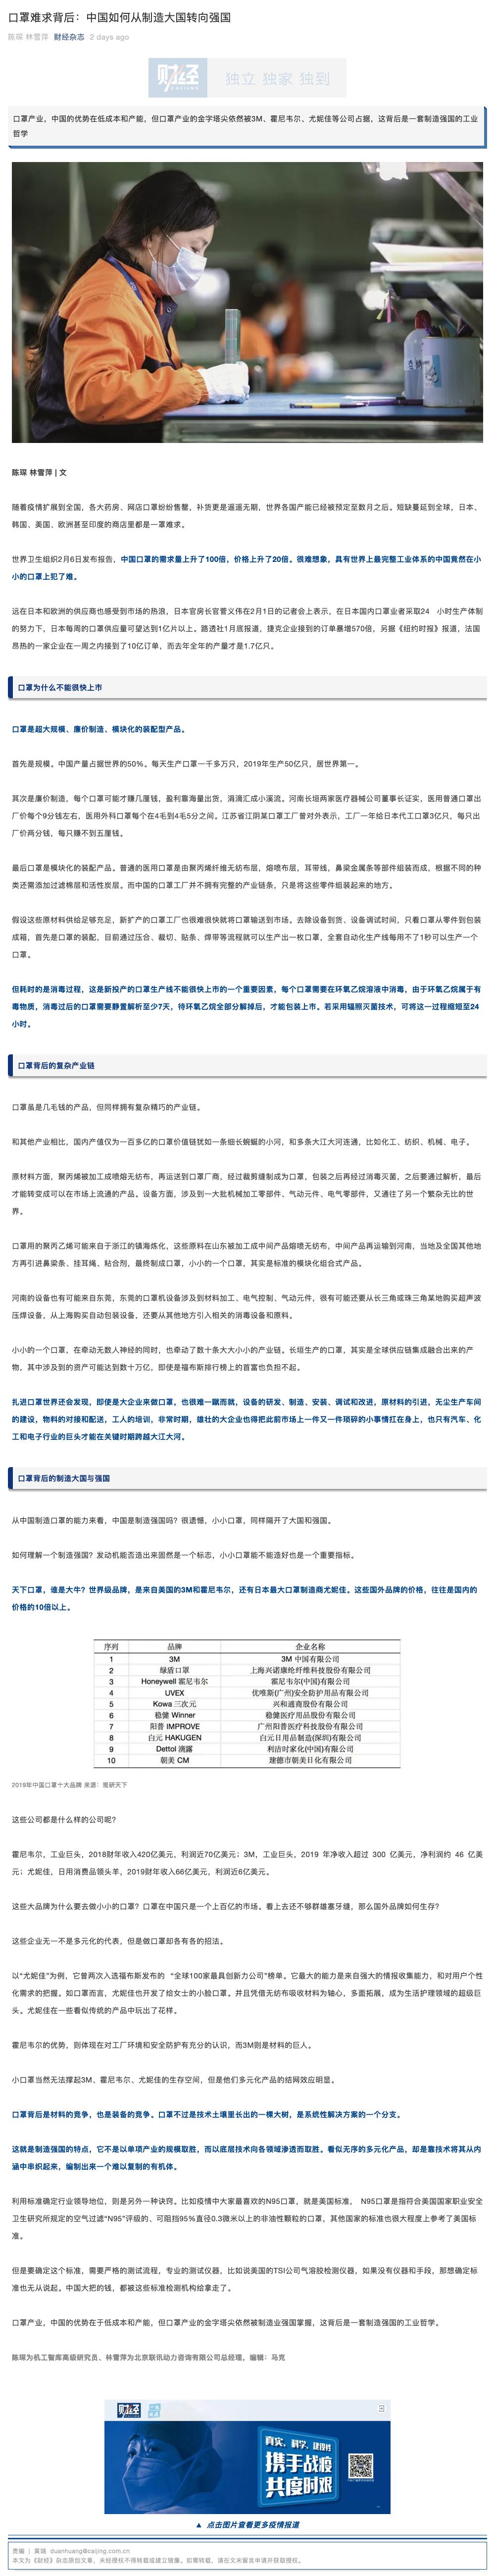 口罩难求背后：中国如何从制造大国转向强国
陈琛 林雪萍 财经杂志 2 days ago
财经
CAIJING
独立 独家 独到
口罩产业，中国的优势在低成本和产能，但口罩产业的金字塔尖依然被3M、霍尼韦尔、尤妮佳等公司占据，这背后是一套制造强国的工业
哲学
陈琛 林雪萍 | 文
随着疫情扩展到全国，各大药房、网店口罩纷纷售罄，补货更是遥遥无期，世界各国产能已经被预定至数月之后。短缺蔓延到全球，日本、
韩国、美国、欧洲甚至印度的商店里都是一罩难求。
世界卫生组织2月6日发布报告，中国口罩的需求量上升了100倍，价格上升了20倍。很难想象，具有世界上最完整工业体系的中国竟然在小
小的口罩上犯了难。
远在日本和欧洲的供应商也感受到市场的热浪，日本官房长官菅义伟在2月1日的记者会上表示，在日本国内口罩业者采取24 小时生产体制
的努力下，日本每周的口罩供应量可望达到1亿片以上。路透社1月底报道，捷克企业接到的订单暴增570倍，另据《纽约时报》报道，法国
昂热的一家企业在一周之内接到了10亿订单，而去年全年的产量才是1.7亿只。
口罩为什么不能很快上市
口罩是超大规模、廉价制造、模块化的装配型产品。
首先是规模。中国产量占据世界的50%。每天生产口罩一千多万只，2019年生产50亿只，居世界第一。
其次是廉价制造，每个口罩可能才赚几厘钱，盈利靠海量出货，涓滴汇成小溪流。河南长垣两家医疗器械公司董事长证实，医用普通口罩出
厂价每个9分钱左右，医用外科口罩每个在4毛到4毛5分之间。江苏省江阴某口罩工厂曾对外表示，工厂一年给日本代工口罩3亿只，每只出
厂价两分钱，每只赚不到五厘钱。
最后口罩是模块化的装配产品。普通的医用口罩是由聚丙烯纤维无纺布层，熔喷布层，耳带线，鼻梁金属条等部件组装而成，根据不同的种
类还需添加过滤棉层和活性炭层。而中国的口罩工厂并不拥有完整的产业链条，只是将这些零件组装起来的地方。
假设这些原材料供给足够充足，新扩产的口罩工厂也很难很快就将口罩输送到市场。去除设备到货、设备调试时间，只看口罩从零件到包装
成箱，首先是口罩的装配，目前通过压合、裁切、贴条、焊带等流程就可以生产出一枚口罩，全套自动化生产线每用不了1秒可以生产一个
口罩。
但耗时的是消毒过程，这是新投产的口罩生产线不能很快上市的一个重要因素，每个口罩需要在环氧乙烷溶液中消毒，由于环氧乙烷属于有
毒物质，消毒过后的口罩需要静置解析至少7天，待环氧乙烷全部分解掉后，才能包装上市。若采用辐照灭菌技术，可将这一过程缩短至24
小时。
口罩背后的复杂产业链
口罩虽是几毛钱的产品，但同样拥有复杂精巧的产业链。
和其他产业相比，国内产值仅为一百多亿的口罩价值链犹如一条细长蜿蜒的小河，和多条大江大河连通，比如化工、纺织、机械、电子。
原材料方面，聚丙烯被加工成喷熔无纺布，再运送到口罩厂商，经过裁剪缝制成为口罩，包装之后再经过消毒灭菌，之后要通过解析，最后
才能转变成可以在市场上流通的产品。设备方面，涉及到一大批机械加工零部件、气动元件、电气零部件，又通往了另一个繁杂无比的世
界。
口罩用的聚丙乙烯可能来自于浙江的镇海炼化，这些原料在山东被加工成中间产品熔喷无纺布，中间产品再运输到河南，当地及全国其他地
方再引进鼻梁条、挂耳绳、粘合剂，最终制成口罩，小小的一个口罩，其实是标准的模块化组合式产品。
河南的设备也有可能来自东莞，东莞的口罩机设备涉及到材料加工、电气控制、气动元件，很有可能还要从长三角或珠三角某地购买超声波
压焊设备，从上海购买自动包装设备，还要从其他地方引入相关的消毒设备和原料。
小小的一个口罩，在牵动无数人神经的同时，也牵动了数十条大大小小的产业链。长垣生产的口罩，其实是全球供应链集成融合出来的产
物，其中涉及到的资产可能达到数十万亿，即使是福布斯排行榜上的首富也负担不起。
扎进口罩世界还会发现，即使是大企业来做口罩，也很难一蹴而就，设备的研发、制造、安装、调试和改进，原材料的引进，无尘生产车间
的建设，物料的对接和配送，工人的培训，非常时期，雄壮的大企业也得把此前市场上一件又一件琐碎的小事情扛在身上，也只有汽车、化
工和电子行业的巨头才能在关键时期跨越大江大河。
口罩背后的制造大国与强国
从中国制造口罩的能力来看，中国是制造强国吗？很遗憾，小小口罩，同样隔开了大国和强国。
如何理解一个制造强国？发动机能否造出来固然是一个标志，小小口罩能不能造好也是一个重要指标。
天下口罩，谁是大牛？世界级品牌，是来自美国的3M和霍尼韦尔，还有日本最大口罩制造商尤妮佳。这些国外品牌的价格，往往是国内的
价格的10倍以上。
序列 品牌 企业名称
1 3M 3M 中国有限公司
2 绿盾口罩 上海兴诺康纶纤维科技股份有限公司
3 Honeywell 霍尼韦尔 霍尼韦尔(中国)有限公司
4 UVEX 优唯斯(广州)安全防护用品有限公司
5 Kowa 三次元 兴和通商股份有限公司
6 稳健 Winner 稳健医疗用品股份有限公司
7 阳普 IMPROVE 广州阳普医疗科技股份有限公司
8 白元 HAKUGEN 白元日用品制造(深圳)有限公司
9 Dettol 滴露 利洁时家化(中国)有限公司
10 朝美 CM 建德市朝美日化有限公司
2019年中国口罩十大品牌 来源：观研天下
这些公司都是什么样的公司呢？
霍尼韦尔，工业巨头，2018财年收入420亿美元，利润近70亿美元；3M，工业巨头，2019 年净收入超过 300 亿美元，净利润约 46 亿美
元；尤妮佳，日用消费品领头羊，2019财年收入66亿美元，利润近6亿美元。
这些大品牌为什么要去做小小的口罩？口罩在中国只是一个上百亿的市场。看上去还不够群雄塞牙缝，那么国外品牌如何生存？
这些企业无一不是多元化的代表，但是做口罩却各有各的招法。
以“尤妮佳”为例，它曾两次入选福布斯发布的 “全球100家最具创新力公司”榜单。它最大的能力是来自强大的情报收集能力，和对用户个性
化需求的把握。如口罩而言，尤妮佳也开发了给女士的小脸口罩。并且凭借无纺布吸收材料为轴心，多面拓展，成为生活护理领域的超级巨
头。尤妮佳在一些看似传统的产品中玩出了花样。
霍尼韦尔的优势，则体现在对工厂环境和安全防护有充分的认识，而3M则是材料的巨人。
小口罩当然无法撑起3M、霍尼韦尔、尤妮佳的生存空间，但是他们多元化产品的结网效应明显。
口罩背后是材料的竞争，也是装备的竞争。口罩不过是技术土壤里长出的一棵大树，是系统性解决方案的一个分支。
这就是制造强国的特点，它不是以单项产业的规模取胜，而以底层技术向各领域渗透而取胜。看似无序的多元化产品，却是靠技术将其从内
涵中串织起来，编制出来一个难以复制的有机体。
利用标准确定行业领导地位，则是另外一种诀窍。比如疫情中大家最喜欢的N95口罩，就是美国标准， N95口罩是指符合美国国家职业安全
卫生研究所规定的空气过滤“N95”评级的、可阻挡95%直径0.3微米以上的非油性颗粒的口罩，其他国家的标准也很大程度上参考了美国标
准。
但是要确定这个标准，需要严格的测试流程，专业的测试仪器，比如说美国的TSI公司气溶胶检测仪器，如果没有仪器和手段，那想确定标
准也无从说起。中国大把的钱，都被这些标准检测机构给拿走了。
口罩产业，中国的优势在于低成本和产能，但口罩产业的金字塔尖依然被制造业强国掌握，这背后是一套制造强国的工业哲学。
陈琛为机工智库高级研究员、林雪萍为北京联讯动力咨询有限公司总经理，编辑：马克
财经
真实、科学、建设性
携手战疫
共度时艰
▲ 点击图片查看更多疫情报道
责编 | 黄端 duanhuang@caijing.com.cn
本文为《财经》杂志原创文章，未经授权不得转载或建立镜像。如需转载，请在文末留言申请并获取授权。